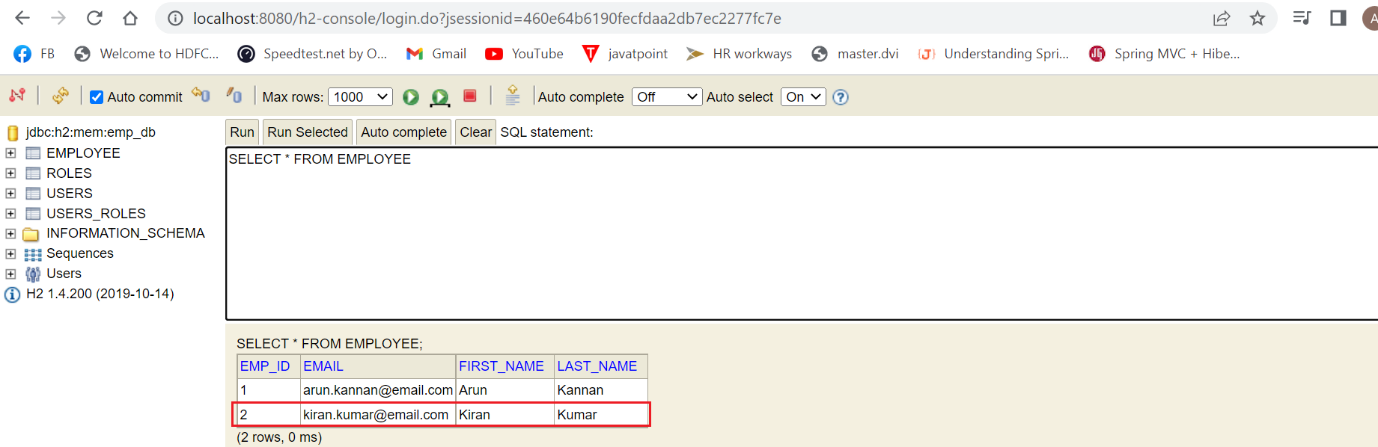 localhost:8080/h2-console/login.do?jsessionid=460e64b6190fecfdaa2db7ec2277fc7e
A
FB Welcome to HDFC... Speedtest.net by O... Gmail YouTube javatpoint HR workways master.dvi Understanding Spri... Spring MVC + Hibe...
Auto commit Max rows: 1000 Auto complete Off Auto select On
jdbc:h2:mem:emp_db
EMPLOYEE
ROLES
USERS
USERS_ROLES
INFORMATION_SCHEMA
Sequences
Users
H2 1.4.200 (2019-10-14)
Run Run Selected Auto complete Clear SQL statement:
SELECT * FROM EMPLOYEE
SELECT * FROM EMPLOYEE;
EMP_ID EMAIL FIRST_NAME LAST_NAME
1 arun.kannan@email.com Arun Kannan
2 kiran.kumar@email.com Kiran Kumar
(2 rows, 0 ms)